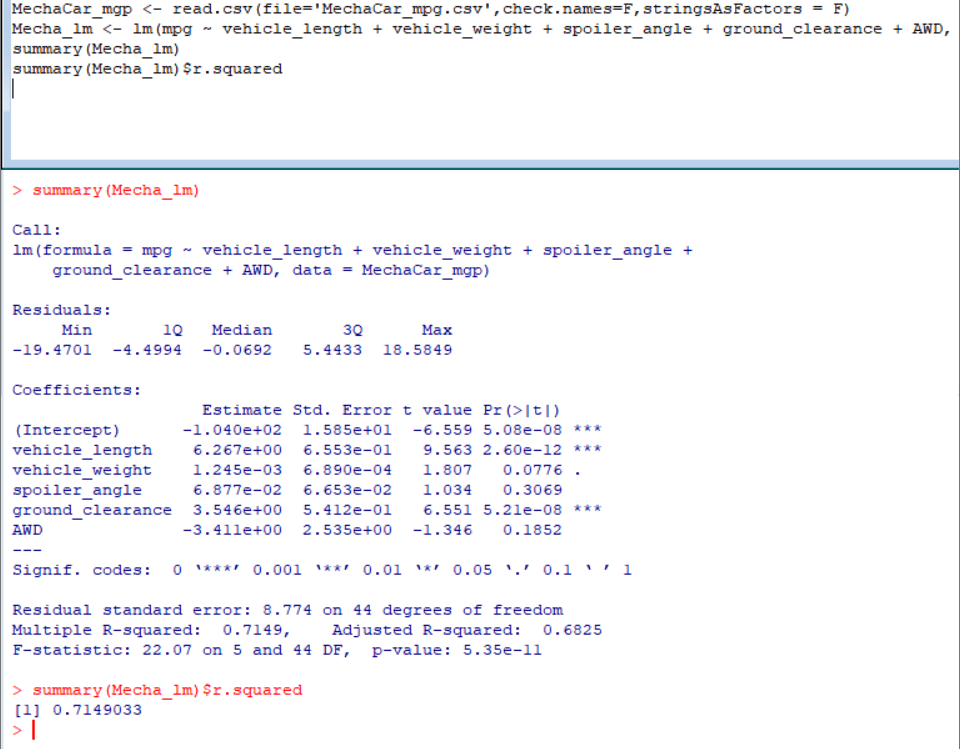 MechaCar_mgp <- read.csv(file='MechaCar_mpg.csv',check.names=F,stringsAsFactors = F)
Mecha_lm <- lm(mpg ~ vehicle_length + vehicle_weight + spoiler_angle + ground_clearance + AWD,
summary(Mecha_lm)
summary(Mecha_lm)$r.squared
> summary(Mecha_lm)
Call:
lm(formula = mpg ~ vehicle_length + vehicle_weight + spoiler_angle +
    ground_clearance + AWD, data = MechaCar_mgp)
Residuals:
     Min       1Q   Median       3Q      Max
-19.4701  -4.4994  -0.0692   5.4433  18.5849
Coefficients:
                   Estimate Std. Error t value Pr(>|t|)
(Intercept)      -1.040e+02  1.585e+01  -6.559 5.08e-08 ***
vehicle_length    6.267e+00  6.553e-01   9.563 2.60e-12 ***
vehicle_weight    1.245e-03  6.890e-04   1.807   0.0776 .
spoiler_angle     6.877e-02  6.653e-02   1.034   0.3069
ground_clearance  3.546e+00  5.412e-01   6.551 5.21e-08 ***
AWD              -3.411e+00  2.535e+00  -1.346   0.1852
---
Signif. codes:  0 ‘***’ 0.001 ‘**’ 0.01 ‘*’ 0.05 ‘.’ 0.1 ‘ ’ 1
Residual standard error: 8.774 on 44 degrees of freedom
Multiple R-squared:  0.7149,    Adjusted R-squared:  0.6825
F-statistic: 22.07 on 5 and 44 DF,  p-value: 5.35e-11
> summary(Mecha_lm)$r.squared
[1] 0.7149033
>